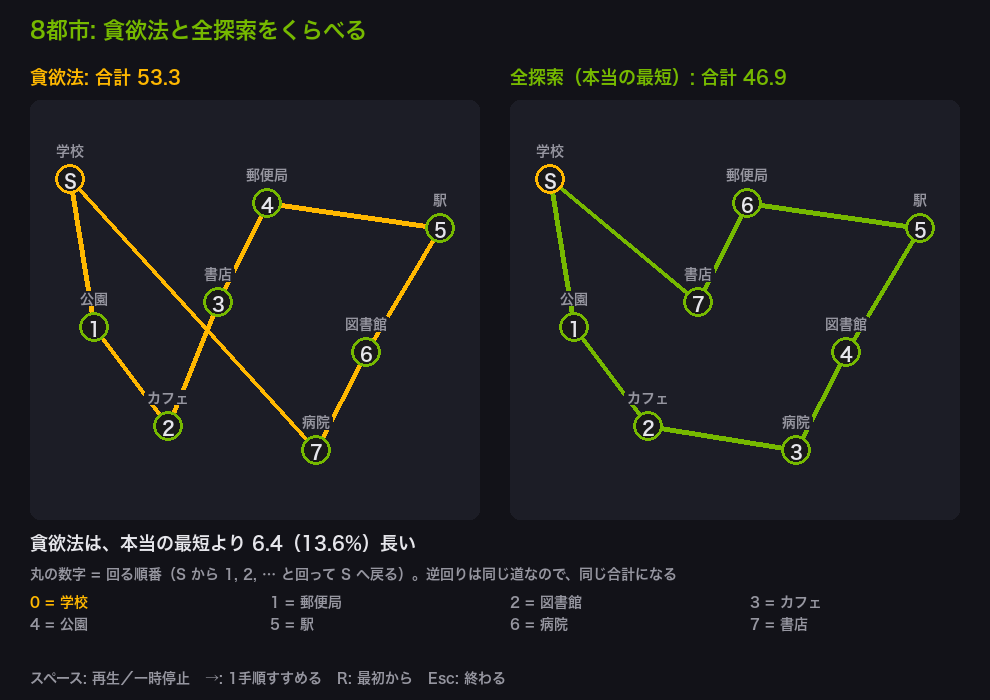 8都市: 貪欲法と全探索をくらべる
貪欲法: 合計 53.3
全探索（本当の最短）: 合計 46.9
学校
S
郵便局
4
駅
5
書店
3
公園
1
図書館
6
カフェ
2
病院
7
学校
S
郵便局
6
駅
5
書店
7
公園
1
図書館
4
カフェ
2
病院
3
貪欲法は、本当の最短より 6.4（13.6%）長い
丸の数字 = 回る順番（S から 1, 2, … と回って S へ戻る）。逆回りは同じ道なので、同じ合計になる
0 = 学校 1 = 郵便局 2 = 図書館 3 = カフェ
4 = 公園 5 = 駅 6 = 病院 7 = 書店
スペース: 再生／一時停止 →: 1手順すすめる R: 最初から Esc: 終わる